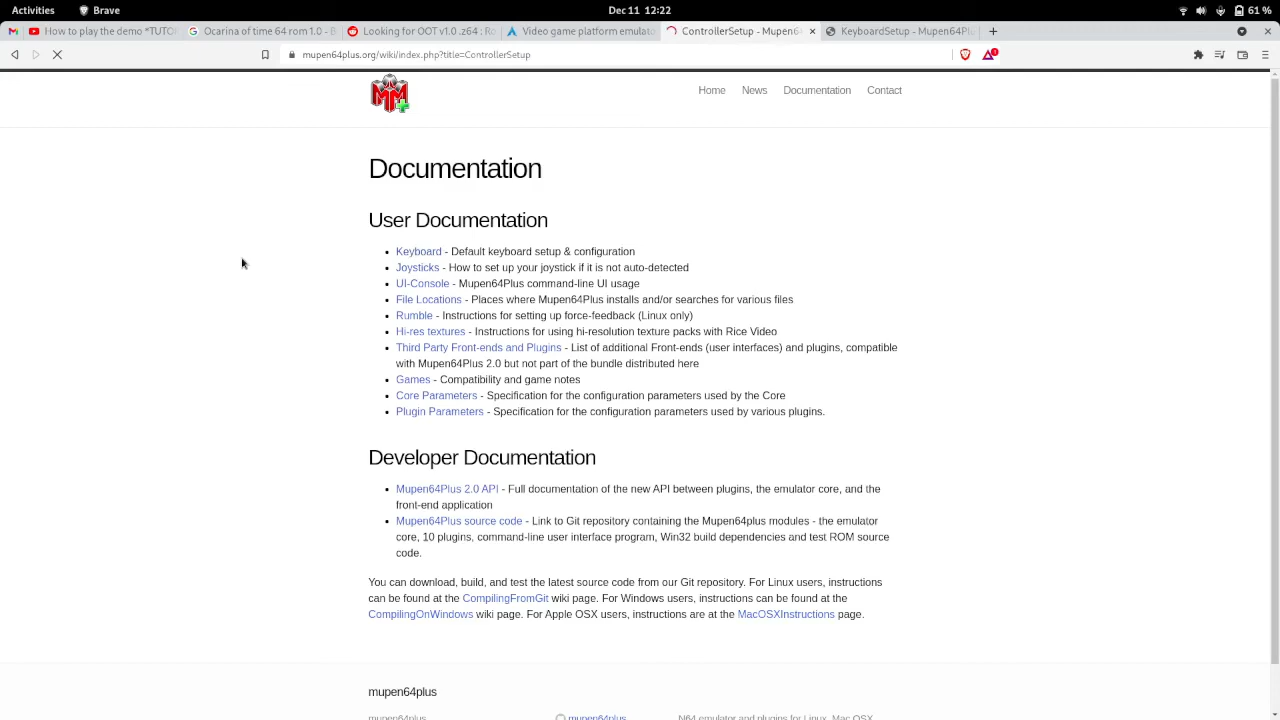 Activities
Brave
Dec 11 12:22
61 %
How to play the demo *TUTO
Ocarina of time 64 rom 1.0 - B
Looking for OOT v1.0 .z64 : Ro
Video game platform emulato
ControllerSetup - Mupen64
KeyboardSetup - Mupen64Plu
mupen64plus.org/wiki/index.php?title=ControllerSetup
Home
News
Documentation
Contact
Documentation
User Documentation
Keyboard - Default keyboard setup & configuration
Joysticks - How to set up your joystick if it is not auto-detected
UI-Console - Mupen64Plus command-line UI usage
File Locations - Places where Mupen64Plus installs and/or searches for various files
Rumble - Instructions for setting up force-feedback (Linux only)
Hi-res textures - Instructions for using hi-resolution texture packs with Rice Video
Third Party Front-ends and Plugins - List of additional Front-ends (user interfaces) and plugins, compatible
with Mupen64Plus 2.0 but not part of the bundle distributed here
Games - Compatibility and game notes
Core Parameters - Specification for the configuration parameters used by the Core
Plugin Parameters - Specification for the configuration parameters used by various plugins.
Developer Documentation
Mupen64Plus 2.0 API - Full documentation of the new API between plugins, the emulator core, and the
front-end application
Mupen64Plus source code - Link to Git repository containing the Mupen64plus modules - the emulator
core, 10 plugins, command-line user interface program, Win32 build dependencies and test ROM source
code.
You can download, build, and test the latest source code from our Git repository. For Linux users, instructions
can be found at the CompilingFromGit wiki page. For Windows users, instructions can be found at the
CompilingOnWindows wiki page. For Apple OSX users, instructions are at the MacOSXInstructions page.
mupen64plus
mupen64plus
mupen64plus
N64 emulator and plugins for Linux, Mac OSX,